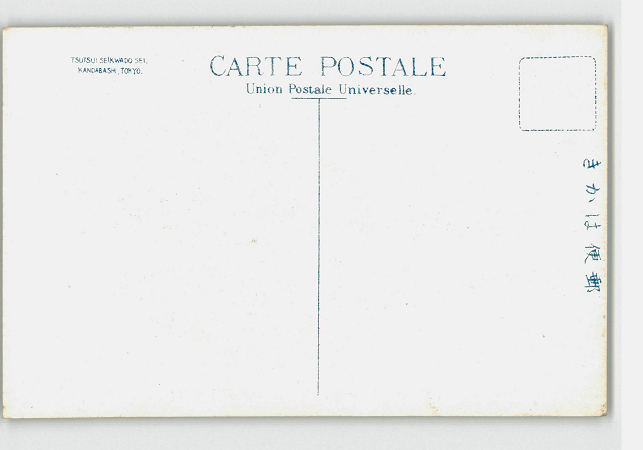 TSUTSUI SEIKWADO SEI,
KANDABASHI, TOKYO.
CARTE POSTALE
Union Postale Universelle.
きかは便郵